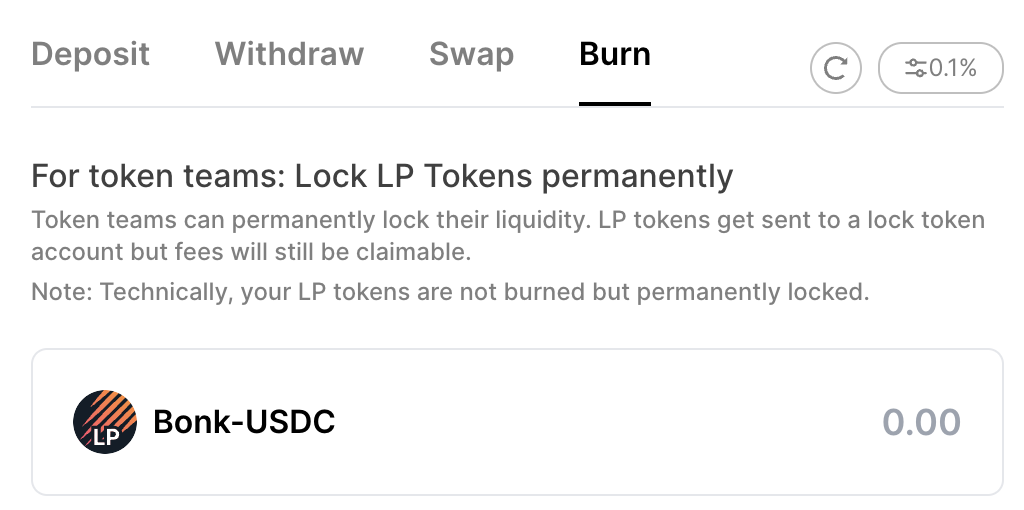 Deposit Withdraw Swap Burn 0.1%
For token teams: Lock LP Tokens permanently
Token teams can permanently lock their liquidity. LP tokens get sent to a lock token
account but fees will still be claimable.
Note: Technically, your LP tokens are not burned but permanently locked.
LP Bonk-USDC 0.00